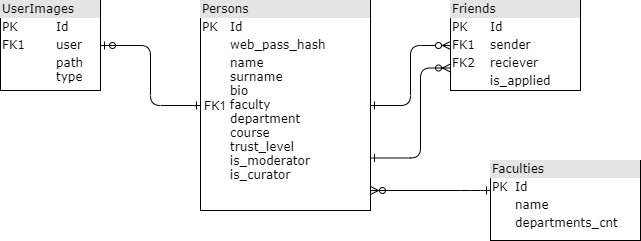 UserImages
PK Id
FK1 user
path
type
Persons
PK Id
web_pass_hash
name
surname
bio
FK1 faculty
department
course
trust_level
is_moderator
is_curator
Friends
PK Id
FK1 sender
FK2 reciever
is_applied
Faculties
PK Id
name
departments_cnt